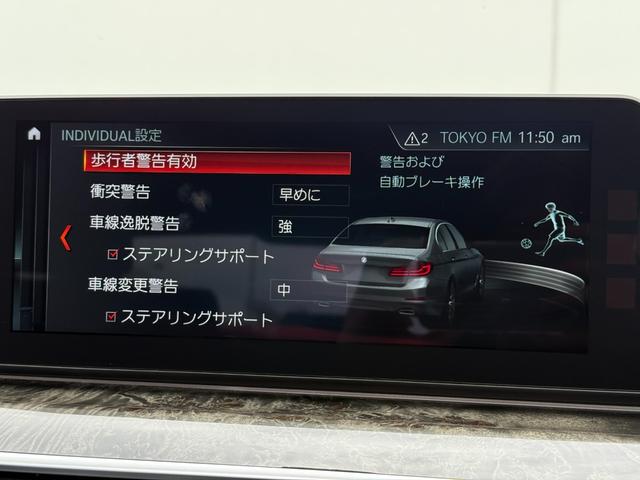 INDIVIDUAL設定
2 TOKYO FM 11:50 am
歩行者警告有効
衝突警告 早めに
車線逸脱警告 強
ステアリングサポート
車線変更警告 中
ステアリングサポート
警告および
自動ブレーキ操作